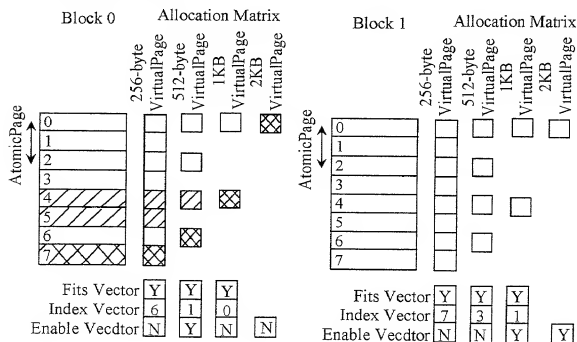 Block 0
Allocation Matrix
256-byte
VirtualPage
512-byte
VirtualPage
1KB
VirtualPage
2KB
VirtualPage
AtomicPage
0
1
2
3
4
5
6
7
Fits Vector Y Y Y
Index Vector 6 1 0
Enable Vecdtor N Y N N
Block 1
Allocation Matrix
256-byte
VirtualPage
512-byte
VirtualPage
1KB
VirtualPage
2KB
VirtualPage
AtomicPage
0
1
2
3
4
5
6
7
Fits Vector Y Y Y
Index Vector 7 3 1
Enable Vecdtor N N Y Y